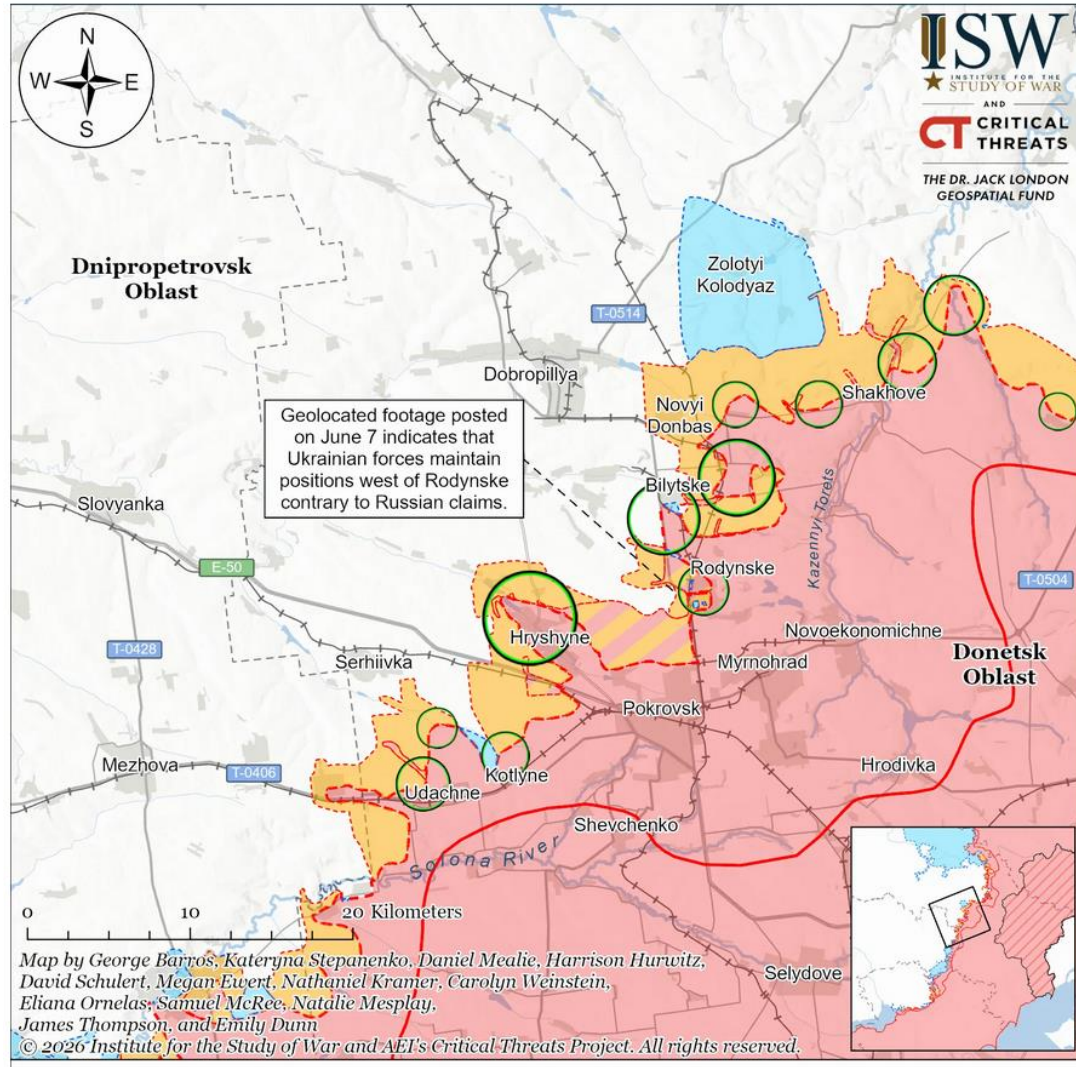 N
W E
S
ISW
INSTITUTE FOR THE
STUDY OF WAR
AND
CT CRITICAL
THREATS
THE DR. JACK LONDON
GEOSPATIAL FUND
Dnipropetrovsk
Oblast
Zolotyi
Kolodyaz
T-0514
Dobropillya
Shakhove
Novyi
Donbas
Geolocated footage posted
on June 7 indicates that
Ukrainian forces maintain
positions west of Rodynske
contrary to Russian claims.
Bilytske
Slovyanka
Kazennyi Torets
E-50
Rodynske
T-0504
Hryshyne
Novoekonomichne
T-0428
Serhiivka
Myrnohrad
Donetsk
Oblast
Pokrovsk
Mezhova
T-0406
Kotlyne
Udachne
Hrodivka
Shevchenko
Solona River
0 10 20 Kilometers
Map by George Barros, Kateryna Stepanenko, Daniel Mealie, Harrison Hurwitz,
David Schulert, Megan Ewert, Nathaniel Kramer, Carolyn Weinstein,
Eliana Ornelas, Samuel McRee, Natalie Mesplay,
James Thompson, and Emily Dunn
© 2026 Institute for the Study of War and AEI's Critical Threats Project. All rights reserved.
Selydove